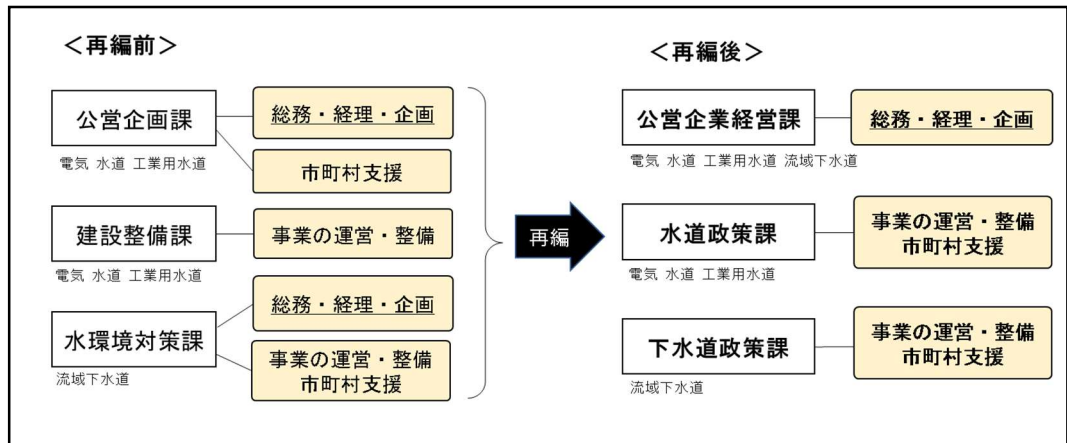 ＜再編前＞
公営企画課
電気 水道 工業用水道
総務・経理・企画
市町村支援
建設整備課
電気 水道 工業用水道
事業の運営・整備
水環境対策課
流域下水道
総務・経理・企画
事業の運営・整備
市町村支援
再編
＜再編後＞
公営企業経営課
電気 水道 工業用水道 流域下水道
総務・経理・企画
水道政策課
電気 水道 工業用水道
事業の運営・整備
市町村支援
下水道政策課
流域下水道
事業の運営・整備
市町村支援